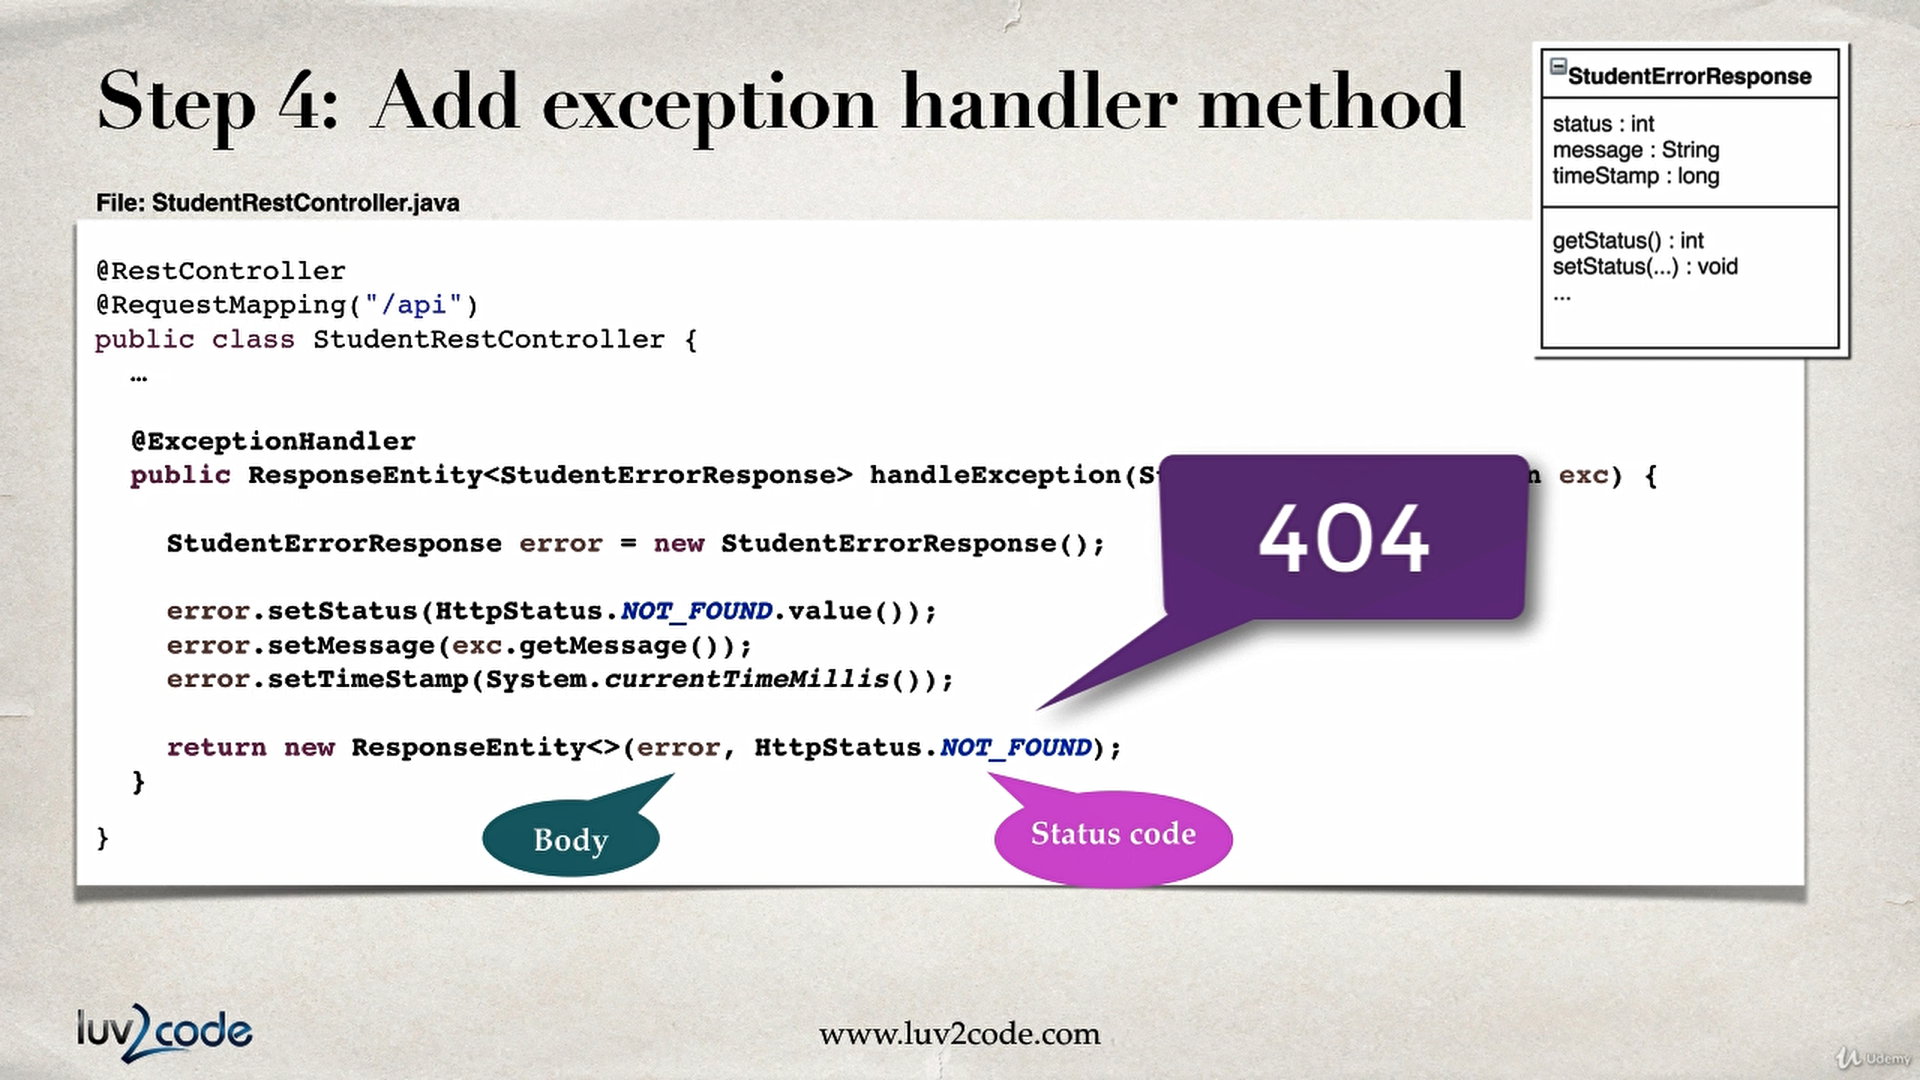 Step 4: Add exception handler method
File: StudentRestController.java
StudentErrorResponse
status : int
message : String
timeStamp : long
getStatus() : int
setStatus(...) : void
...
@RestController
@RequestMapping("/api")
public class StudentRestController {
…
@ExceptionHandler
public ResponseEntity<StudentErrorResponse> handleException( exc) {
404
StudentErrorResponse error = new StudentErrorResponse();
error.setStatus(HttpStatus.NOT_FOUND.value());
error.setMessage(exc.getMessage());
error.setTimeStamp(System.currentTimeMillis());
return new ResponseEntity<>(error, HttpStatus.NOT_FOUND);
}
Body
Status code
}
luv2code
www.luv2code.com
Udemy